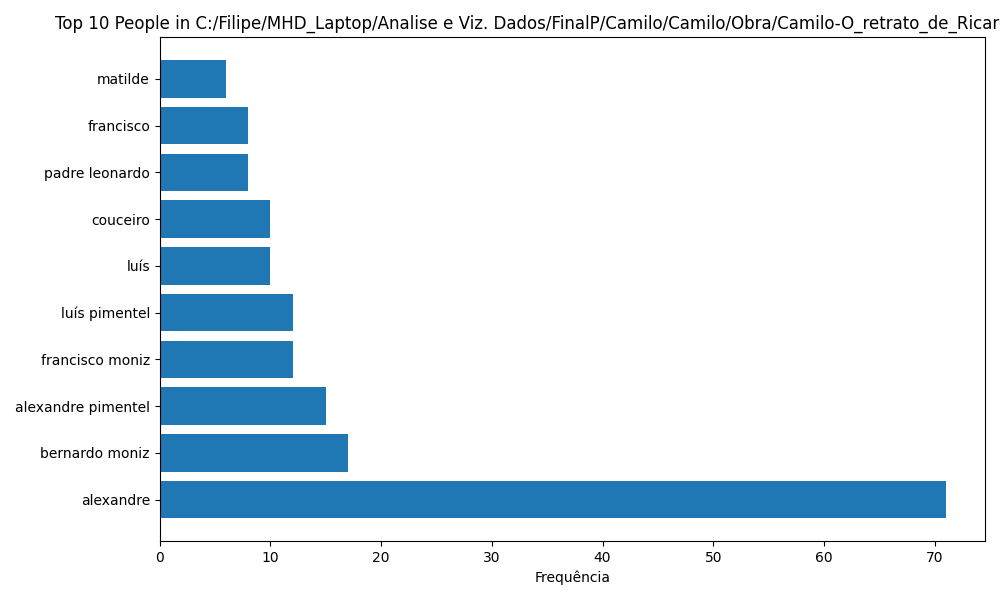 Top 10 People in C:/Filipe/MHD_Laptop/Analise e Viz. Dados/FinalP/Camilo/Camilo/Obra/Camilo-O_retrato_de_Ricar
matilde
francisco
padre leonardo
couceiro
luís
luís pimentel
francisco moniz
alexandre pimentel
bernardo moniz
alexandre
0 10 20 30 40 50 60 70
Frequência